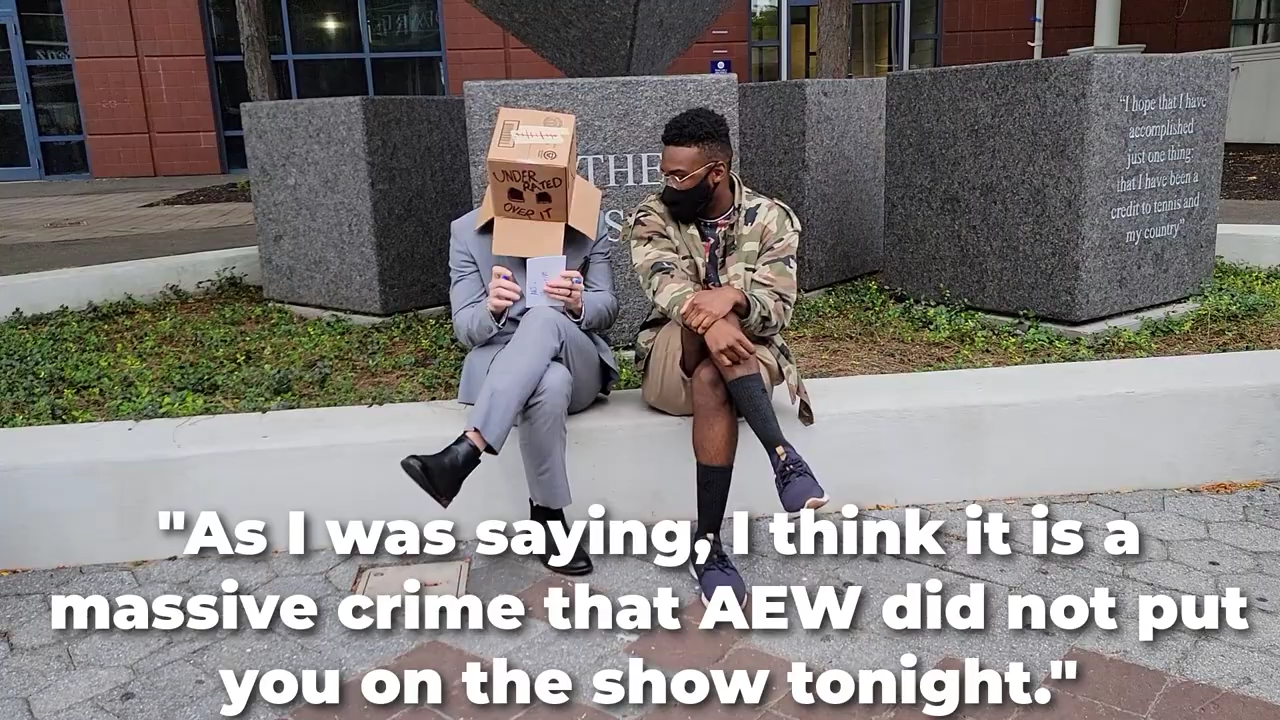 UNDER
RATED
OVER IT
THE
"I hope that I have
accomplished
just one thing:
that I have been a
credit to tennis and
my country"
"As I was saying, I think it is a
massive crime that AEW did not put
you on the show tonight."